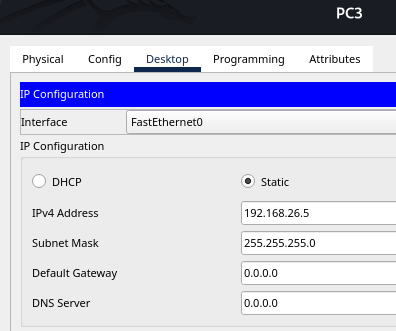 PC3
Physical Config Desktop Programming Attributes
IP Configuration
Interface FastEthernet0
IP Configuration
DHCP Static
IPv4 Address 192.168.26.5
Subnet Mask 255.255.255.0
Default Gateway 0.0.0.0
DNS Server 0.0.0.0